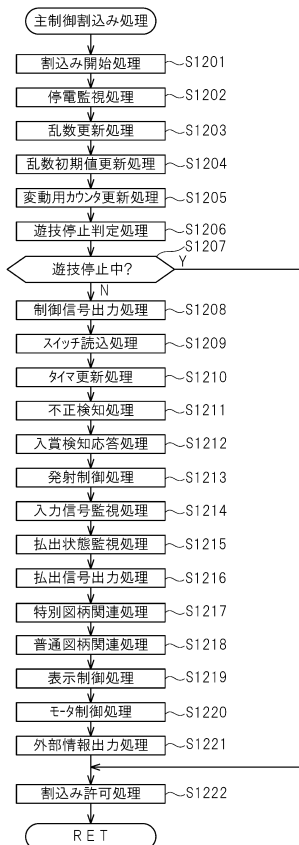 主制御割込み処理
割込み開始処理 S1201
停電監視処理 S1202
乱数更新処理 S1203
乱数初期値更新処理 S1204
変動用カウンタ更新処理 S1205
遊技停止判定処理 S1206
S1207
遊技停止中? Y
N
制御信号出力処理 S1208
スイッチ読込処理 S1209
タイマ更新処理 S1210
不正検知処理 S1211
入賞検知応答処理 S1212
発射制御処理 S1213
入力信号監視処理 S1214
払出状態監視処理 S1215
払出信号出力処理 S1216
特別図柄関連処理 S1217
普通図柄関連処理 S1218
表示制御処理 S1219
モータ制御処理 S1220
外部情報出力処理 S1221
割込み許可処理 S1222
RET